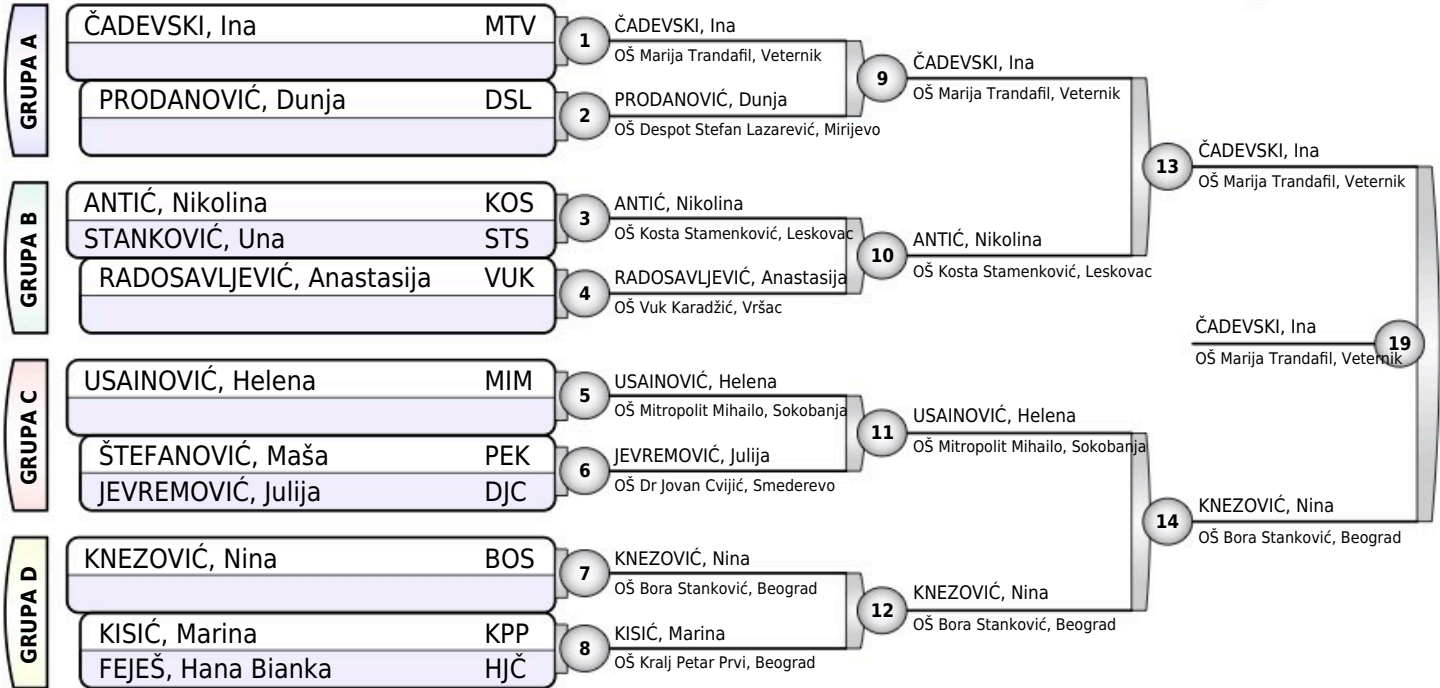 GRUPA A
ČADEVSKI, Ina MTV
PRODANOVIĆ, Dunja DSL
1
ČADEVSKI, Ina
OŠ Marija Trandafil, Veternik
2
PRODANOVIĆ, Dunja
OŠ Despot Stefan Lazarević, Mirijevo
9
ČADEVSKI, Ina
OŠ Marija Trandafil, Veternik
GRUPA B
ANTIĆ, Nikolina KOS
STANKOVIĆ, Una STS
RADOSAVLJEVIĆ, Anastasija VUK
3
ANTIĆ, Nikolina
OŠ Kosta Stamenković, Leskovac
4
RADOSAVLJEVIĆ, Anastasija
OŠ Vuk Karadžić, Vršac
10
ANTIĆ, Nikolina
OŠ Kosta Stamenković, Leskovac
13
ČADEVSKI, Ina
OŠ Marija Trandafil, Veternik
GRUPA C
USAINOVIĆ, Helena MIM
ŠTEFANOVIĆ, Maša PEK
JEVREMOVIĆ, Julija DJC
5
USAINOVIĆ, Helena
OŠ Mitropolit Mihailo, Sokobanja
6
JEVREMOVIĆ, Julija
OŠ Dr Jovan Cvijić, Smederevo
11
USAINOVIĆ, Helena
OŠ Mitropolit Mihailo, Sokobanja
GRUPA D
KNEZOVIĆ, Nina BOS
KISIĆ, Marina KPP
FEJEŠ, Hana Bianka HJČ
7
KNEZOVIĆ, Nina
OŠ Bora Stanković, Beograd
8
KISIĆ, Marina
OŠ Kralj Petar Prvi, Beograd
12
KNEZOVIĆ, Nina
OŠ Bora Stanković, Beograd
14
KNEZOVIĆ, Nina
OŠ Bora Stanković, Beograd
ČADEVSKI, Ina
OŠ Marija Trandafil, Veternik
19